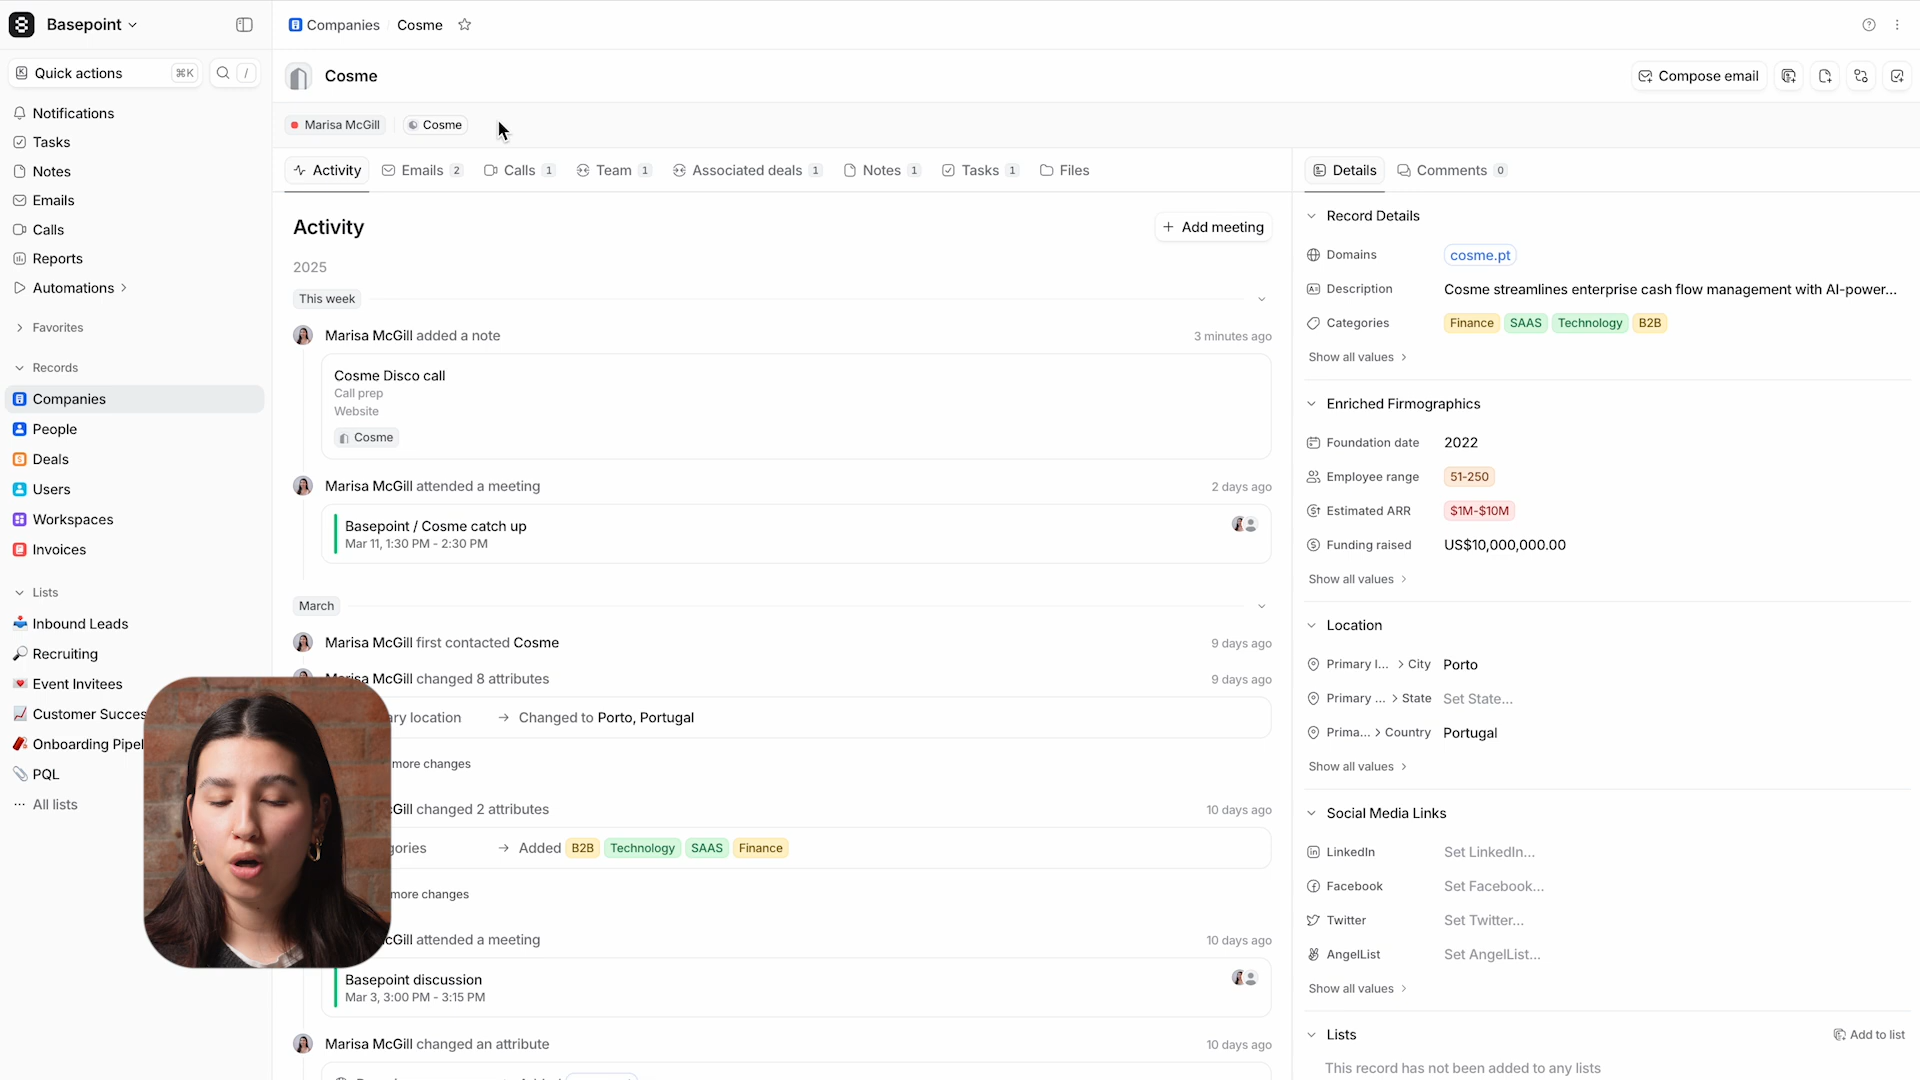 Basepoint
Quick actions
⌘K
/
Notifications
Tasks
Notes
Emails
Calls
Reports
Automations
Favorites
Records
Companies
People
Deals
Users
Workspaces
Invoices
Lists
Inbound Leads
Recruiting
Event Invitees
Customer Succes
Onboarding Pipel
PQL
All lists
Companies / Cosme
Cosme
Compose email
Marisa McGill
Cosme
Activity
Emails 2
Calls 1
Team 1
Associated deals 1
Notes 1
Tasks 1
Files
Activity
Add meeting
2025
This week
Marisa McGill added a note
3 minutes ago
Cosme Disco call
Call prep
Website
Cosme
Marisa McGill attended a meeting
2 days ago
Basepoint / Cosme catch up
Mar 11, 1:30 PM - 2:30 PM
March
Marisa McGill first contacted Cosme
9 days ago
Marisa McGill changed 8 attributes
9 days ago
ary location → Changed to Porto, Portugal
more changes
cGill changed 2 attributes
10 days ago
gories → Added B2B Technology SAAS Finance
more changes
cGill attended a meeting
10 days ago
Basepoint discussion
Mar 3, 3:00 PM - 3:15 PM
Marisa McGill changed an attribute
10 days ago
Details
Comments 0
Record Details
Domains cosme.pt
Description Cosme streamlines enterprise cash flow management with AI-power...
Categories Finance SAAS Technology B2B
Show all values
Enriched Firmographics
Foundation date 2022
Employee range 51-250
Estimated ARR $1M-$10M
Funding raised US$10,000,000.00
Show all values
Location
Primary l... > City Porto
Primary ... > State Set State...
Prima... > Country Portugal
Show all values
Social Media Links
LinkedIn Set LinkedIn...
Facebook Set Facebook...
Twitter Set Twitter...
AngelList Set AngelList...
Show all values
Lists
Add to list
This record has not been added to any lists